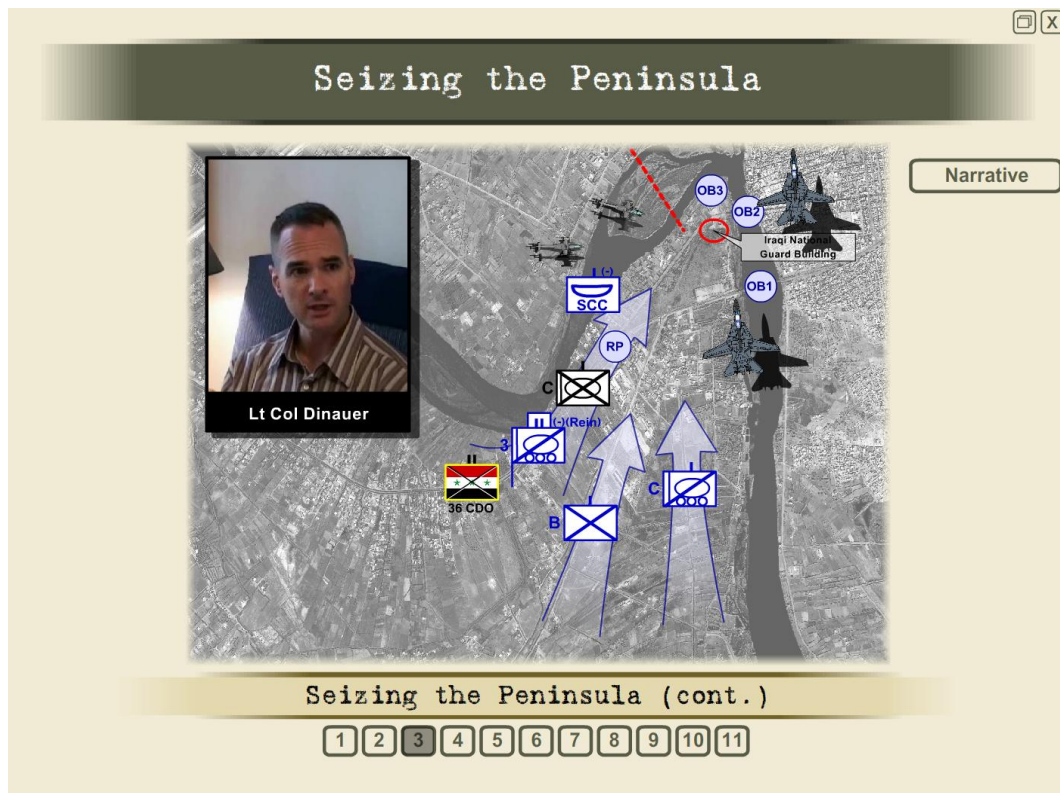 X
Seizing the Peninsula
Narrative
OB3
OB2
Iraqi National
Guard Building
OB1
(-)
SCC
RP
C
II
(-)(Rein)
3
II
36 CDO
B
C
Lt Col Dinauer
Seizing the Peninsula (cont.)
1 2 3 4 5 6 7 8 9 10 11